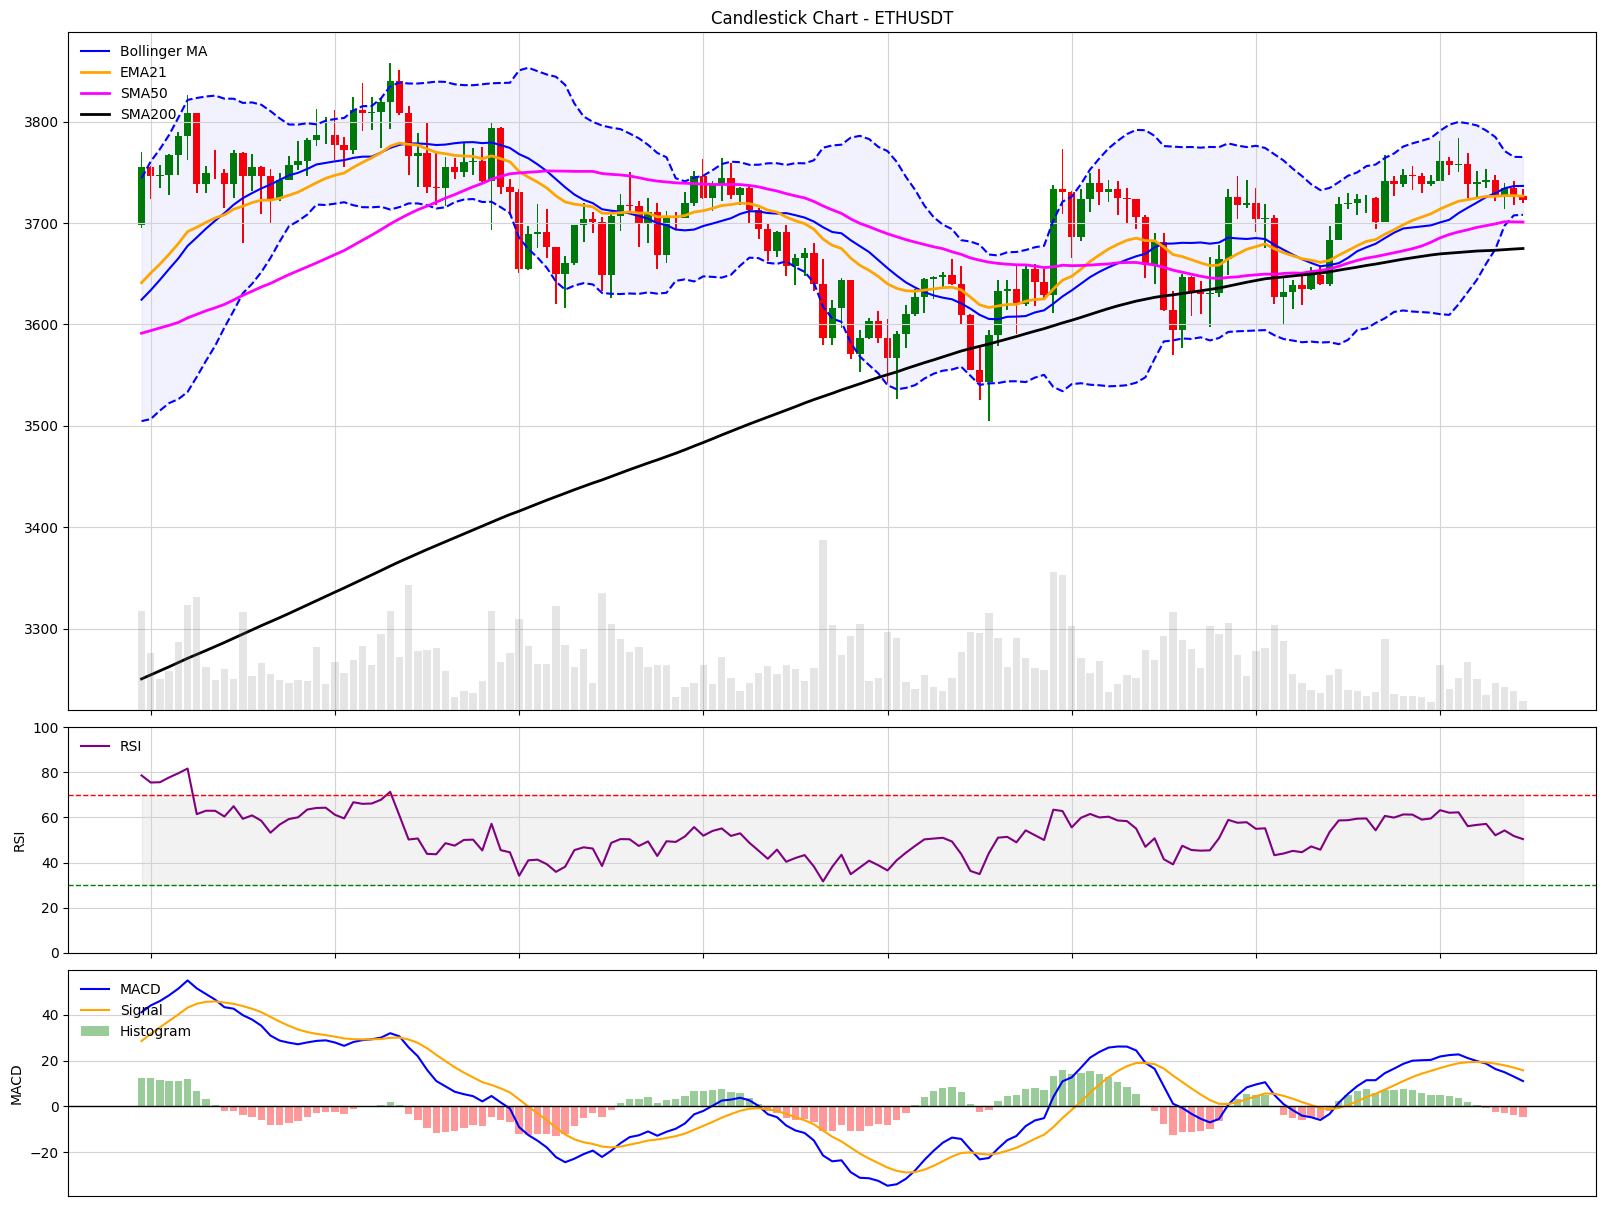 Candlestick Chart - ETHUSDT
Bollinger MA
EMA21
SMA50
SMA200
3800
3700
3600
3500
3400
3300
RSI
100
80
60
40
20
0
RSI
MACD
Signal
Histogram
40
20
0
−20
MACD